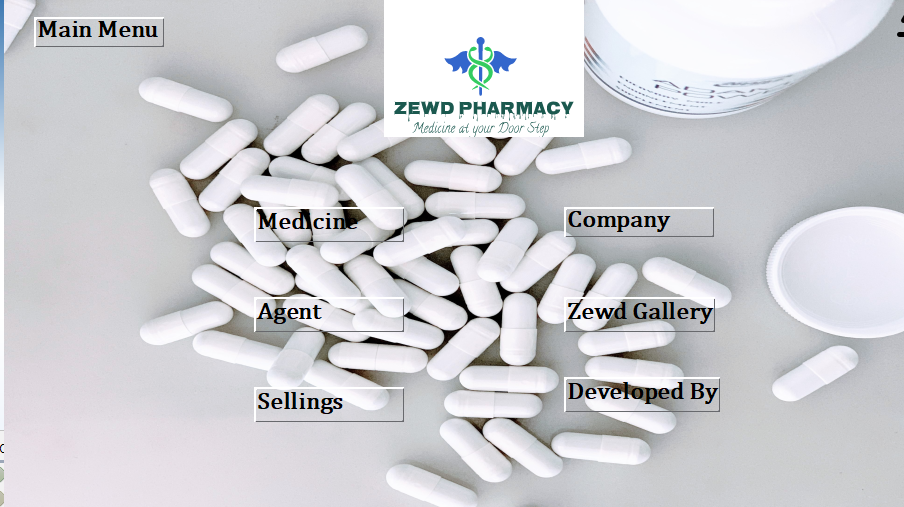 Main Menu
ZEWD PHARMACY
Medicine at your Door Step
Medicine
Company
Agent
Zewd Gallery
Sellings
Developed By